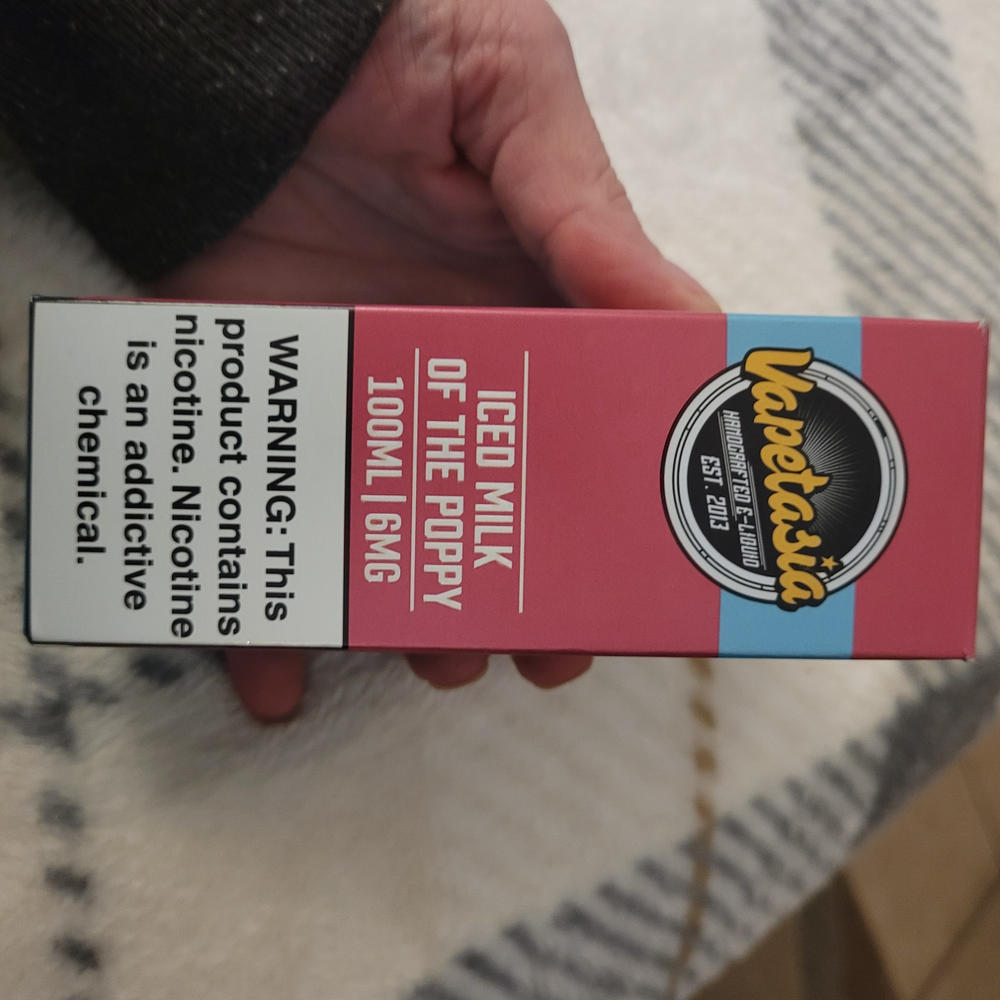 Vapetasia
HANDCRAFTED E-LIQUID
EST. 2013
ICED MILK
OF THE POPPY
100ML | 6MG
WARNING: This
product contains
nicotine. Nicotine
is an addictive
chemical.